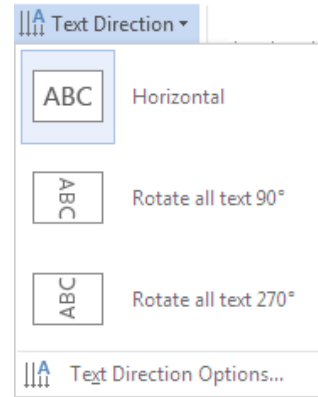 Text Direction
ABC Horizontal
ABC Rotate all text 90°
ABC Rotate all text 270°
Text Direction Options...